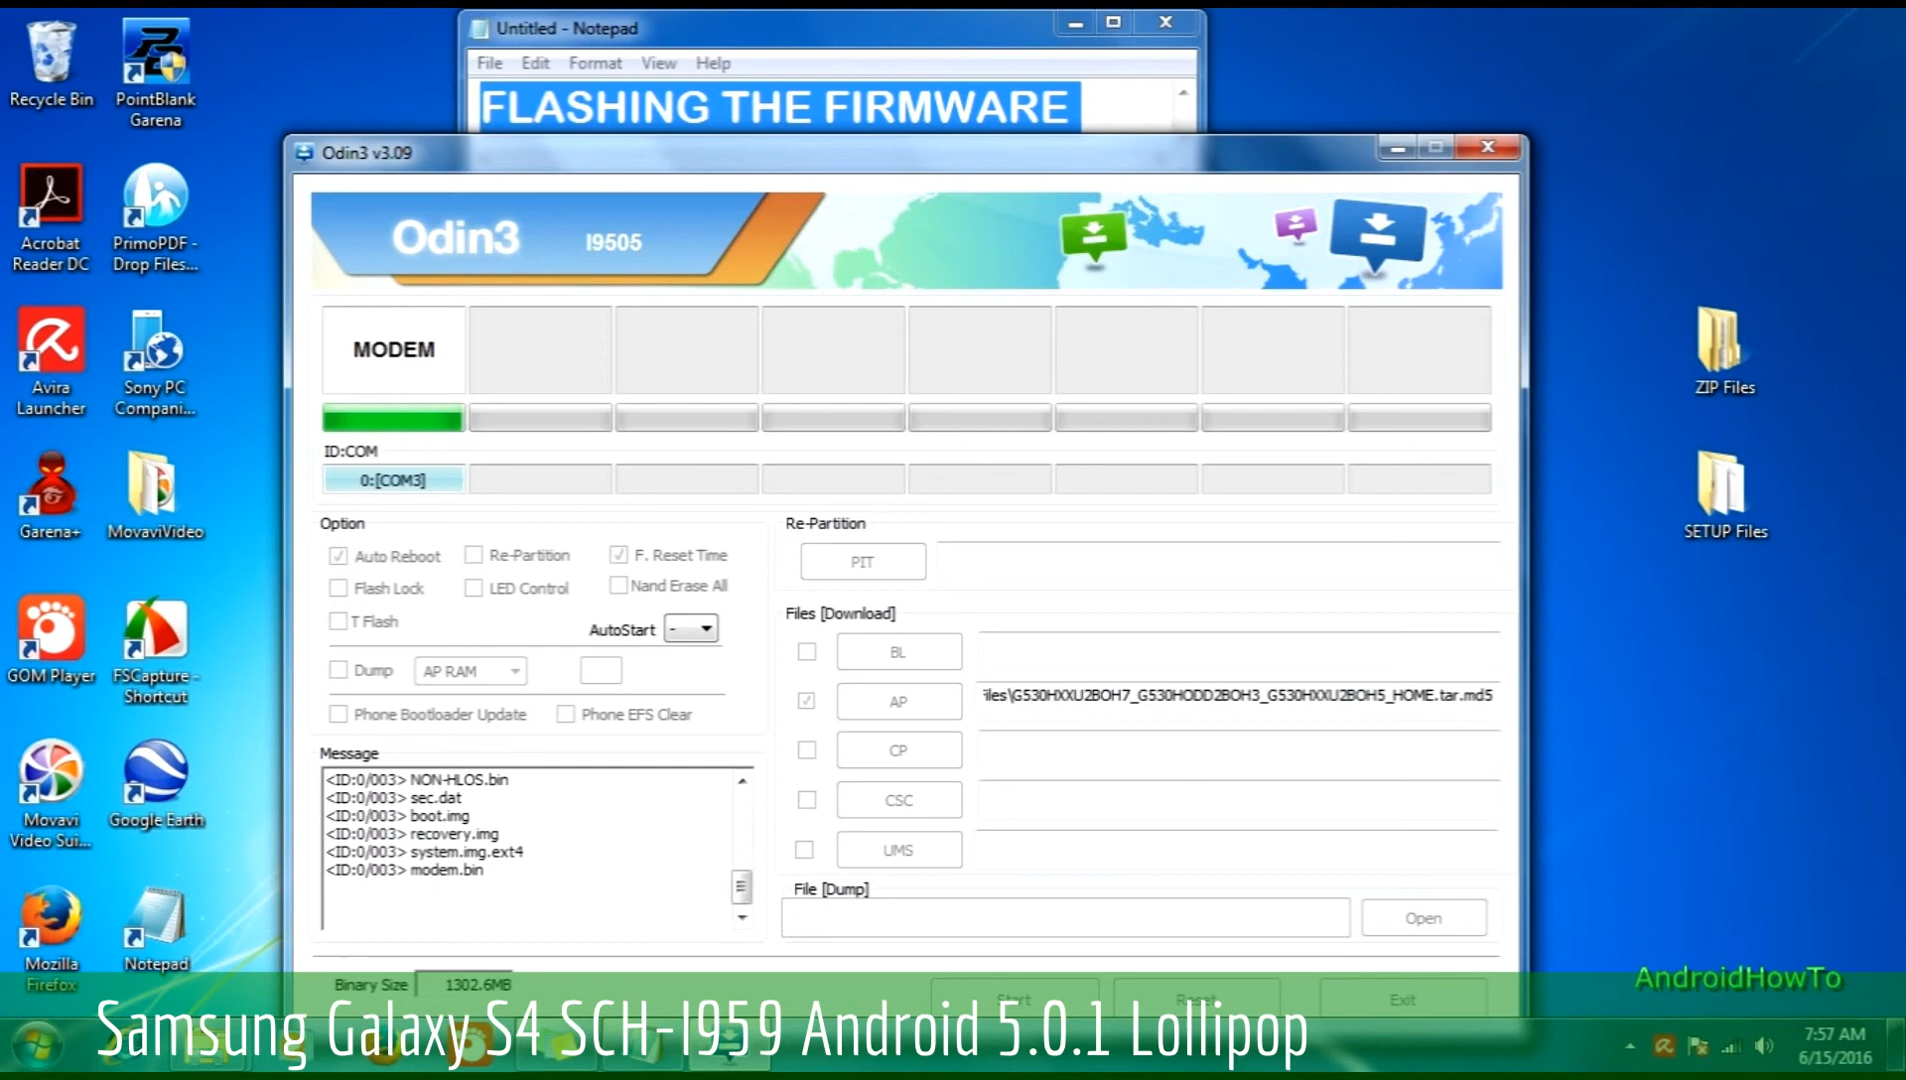 Untitled - Notepad
File Edit Format View Help
FLASHING THE FIRMWARE
Recycle Bin
PointBlank Garena
Acrobat Reader DC
PrimoPDF - Drop Files...
Avira Launcher
Sony PC Compani...
Garena+
MovaviVideo
GOM Player
FSCapture - Shortcut
Movavi Video Sui...
Google Earth
Mozilla Firefox
Notepad
ZIP Files
SETUP Files
Odin3 v3.09
Odin3 I9505
MODEM
ID:COM
0:[COM3]
Option
Auto Reboot Re-Partition F. Reset Time
Flash Lock LED Control Nand Erase All
T Flash
AutoStart -
Dump AP RAM
Phone Bootloader Update Phone EFS Clear
Message
<ID:0/003> NON-HLOS.bin
<ID:0/003> sec.dat
<ID:0/003> boot.img
<ID:0/003> recovery.img
<ID:0/003> system.img.ext4
<ID:0/003> modem.bin
Re-Partition
PIT
Files [Download]
BL
AP iles\G530HXXU2BOH7_G530HODD2BOH3_G530HXXU2BOH5_HOME.tar.md5
CP
CSC
UMS
File [Dump]
Open
Binary Size 1302.6MB
Start Reset Exit
AndroidHowTo
Samsung Galaxy S4 SCH-I959 Android 5.0.1 Lollipop
7:57 AM
6/15/2016